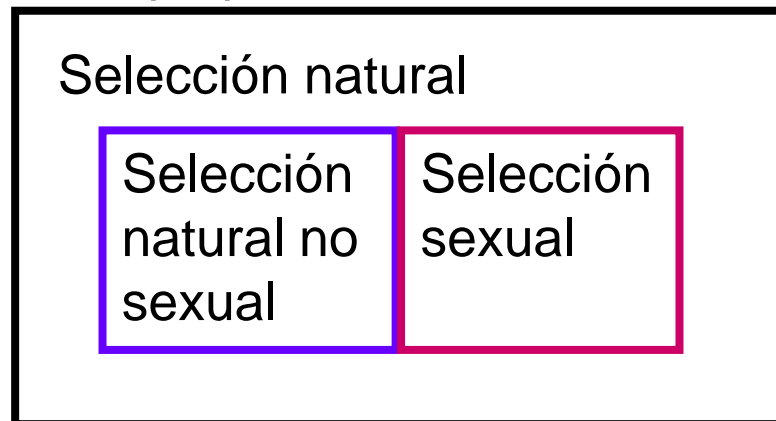 Selección natural
Selección
natural no
sexual
Selección
sexual